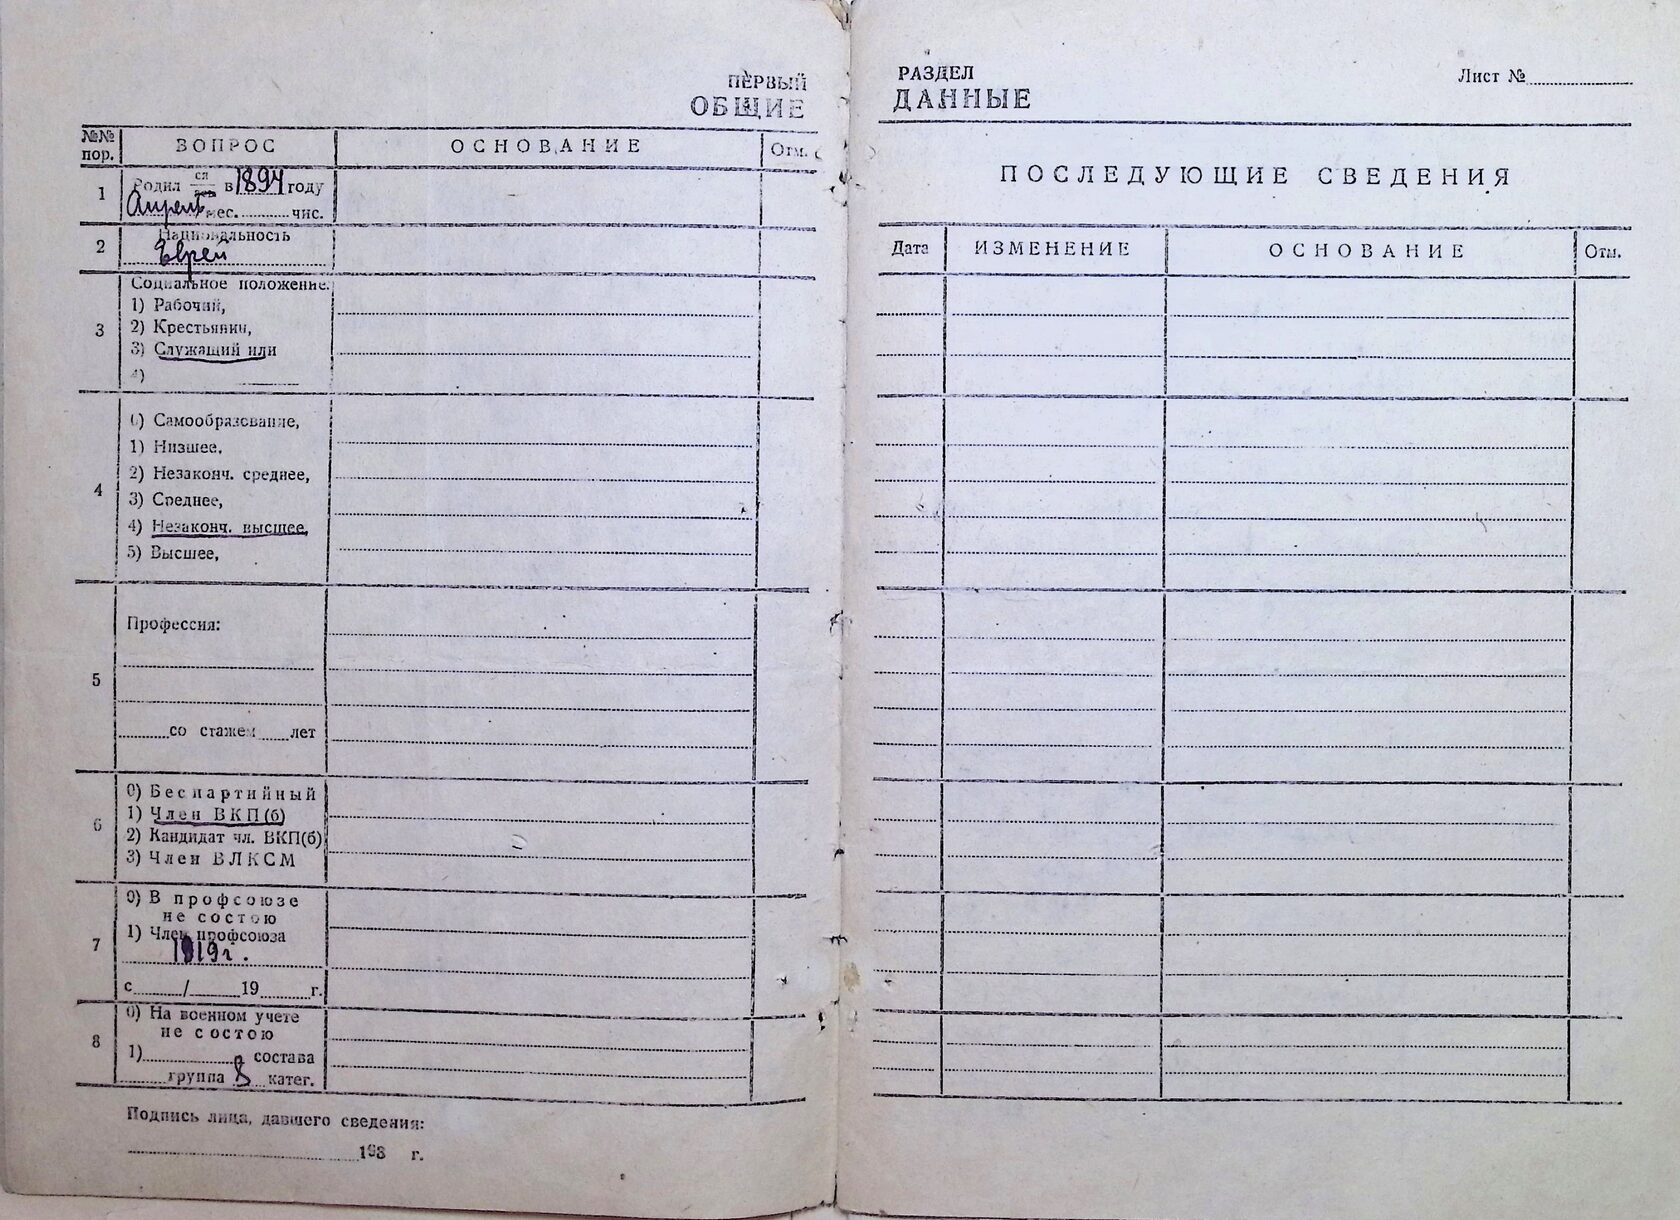 ПЕРВЫЙ
ОБЩИЕ
№№ пор.
ВОПРОС
ОСНОВАНИЕ
Отм.
1
Родил ся в 1894 году
Апрель мес. чис.
2
Национальность
Еврей
3
Социальное положение.
1) Рабочий,
2) Крестьянин,
3) Служащий или
4)
4
0) Самообразование,
1) Низшее,
2) Незаконч. среднее,
3) Среднее,
4) Незаконч. высшее,
5) Высшее,
5
Профессия:
со стажем лет
6
0) Беспартийный
1) Член ВКП(б)
2) Кандидат чл. ВКП(б)
3) Член ВЛКСМ
7
0) В профсоюзе
не состою
1) Член профсоюза
1919 г.
с / 19 г.
8
0) На военном учете
не состою
1) состава
группа 8 катег.
Подпись лица, давшего сведения:
193 г.
РАЗДЕЛ
ДАННЫЕ
Лист №
ПОСЛЕДУЮЩИЕ СВЕДЕНИЯ
Дата
ИЗМЕНЕНИЕ
ОСНОВАНИЕ
Отм.